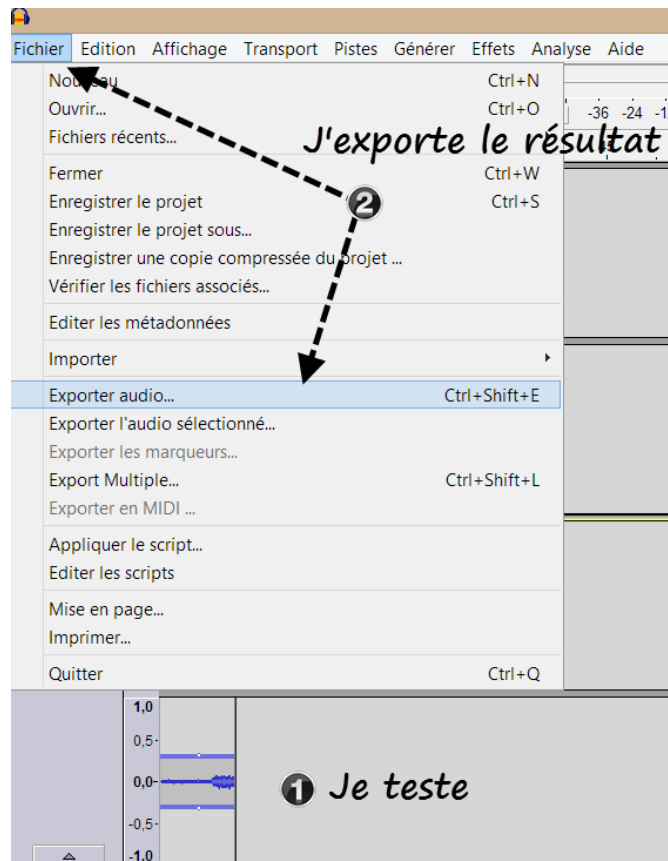 Fichier Edition Affichage Transport Pistes Générer Effets Analyse Aide
Nouveau Ctrl+N
Ouvrir... Ctrl+O
-36 -24
Fichiers récents...
J'exporte le résultat
Fermer Ctrl+W
2
Enregistrer le projet Ctrl+S
Enregistrer le projet sous...
Enregistrer une copie compressée du projet ...
Vérifier les fichiers associés...
Editer les métadonnées
Importer
Exporter audio... Ctrl+Shift+E
Exporter l'audio sélectionné...
Exporter les marqueurs...
Export Multiple... Ctrl+Shift+L
Exporter en MIDI ...
Appliquer le script...
Editer les scripts
Mise en page...
Imprimer...
Quitter Ctrl+Q
1,0
0,5-
0,0-
1 Je teste
-0,5-
-1,0